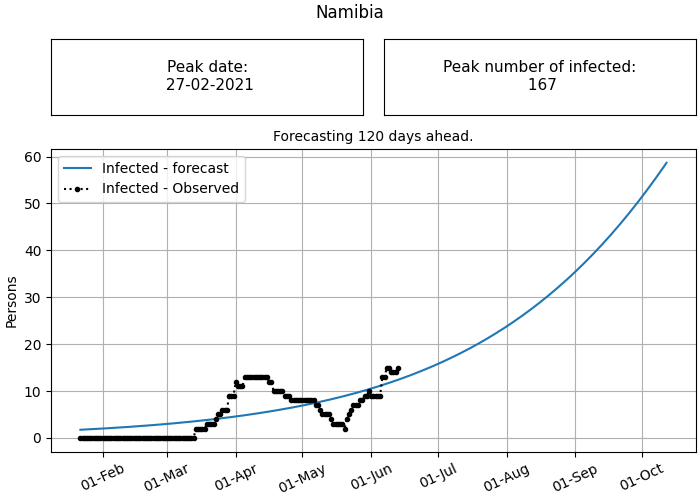 Namibia
Peak date:
27-02-2021
Peak number of infected:
167
Forecasting 120 days ahead.
Infected - forecast
Infected - Observed
Persons
60
50
40
30
20
10
0
01-Feb
01-Mar
01-Apr
01-May
01-Jun
01-Jul
01-Aug
01-Sep
01-Oct